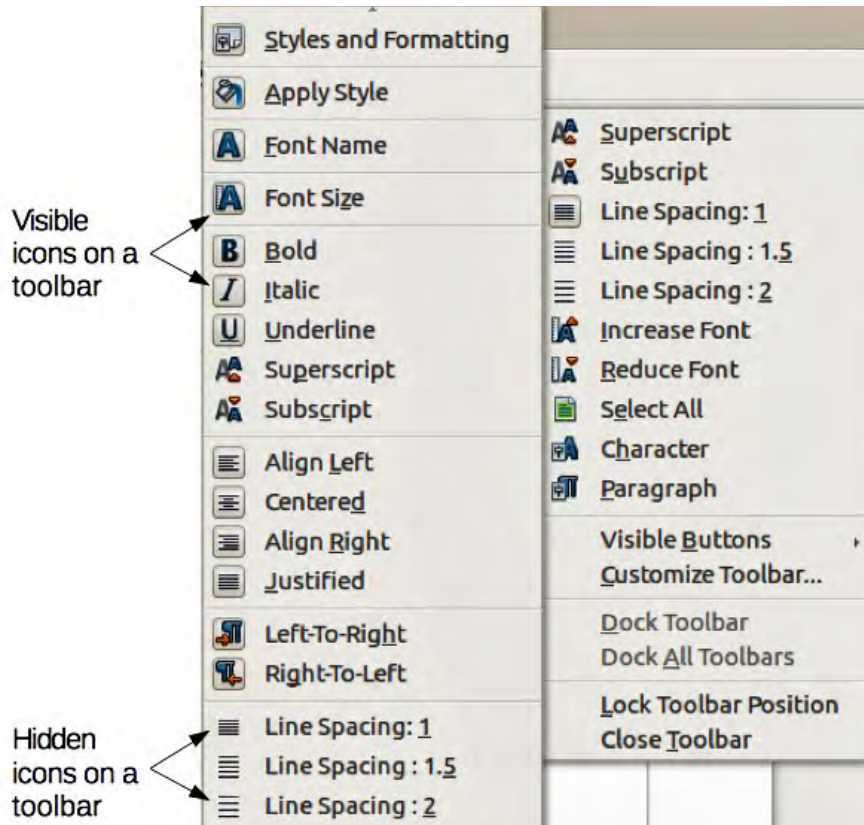 Visible
icons on a
toolbar
Hidden
icons on a
toolbar
Styles and Formatting
Apply Style
Font Name
Font Size
Bold
Italic
Underline
Superscript
Subscript
Align Left
Centered
Align Right
Justified
Left-To-Right
Right-To-Left
Line Spacing: 1
Line Spacing : 1.5
Line Spacing : 2
Superscript
Subscript
Line Spacing: 1
Line Spacing : 1.5
Line Spacing : 2
Increase Font
Reduce Font
Select All
Character
Paragraph
Visible Buttons
Customize Toolbar...
Dock Toolbar
Dock All Toolbars
Lock Toolbar Position
Close Toolbar